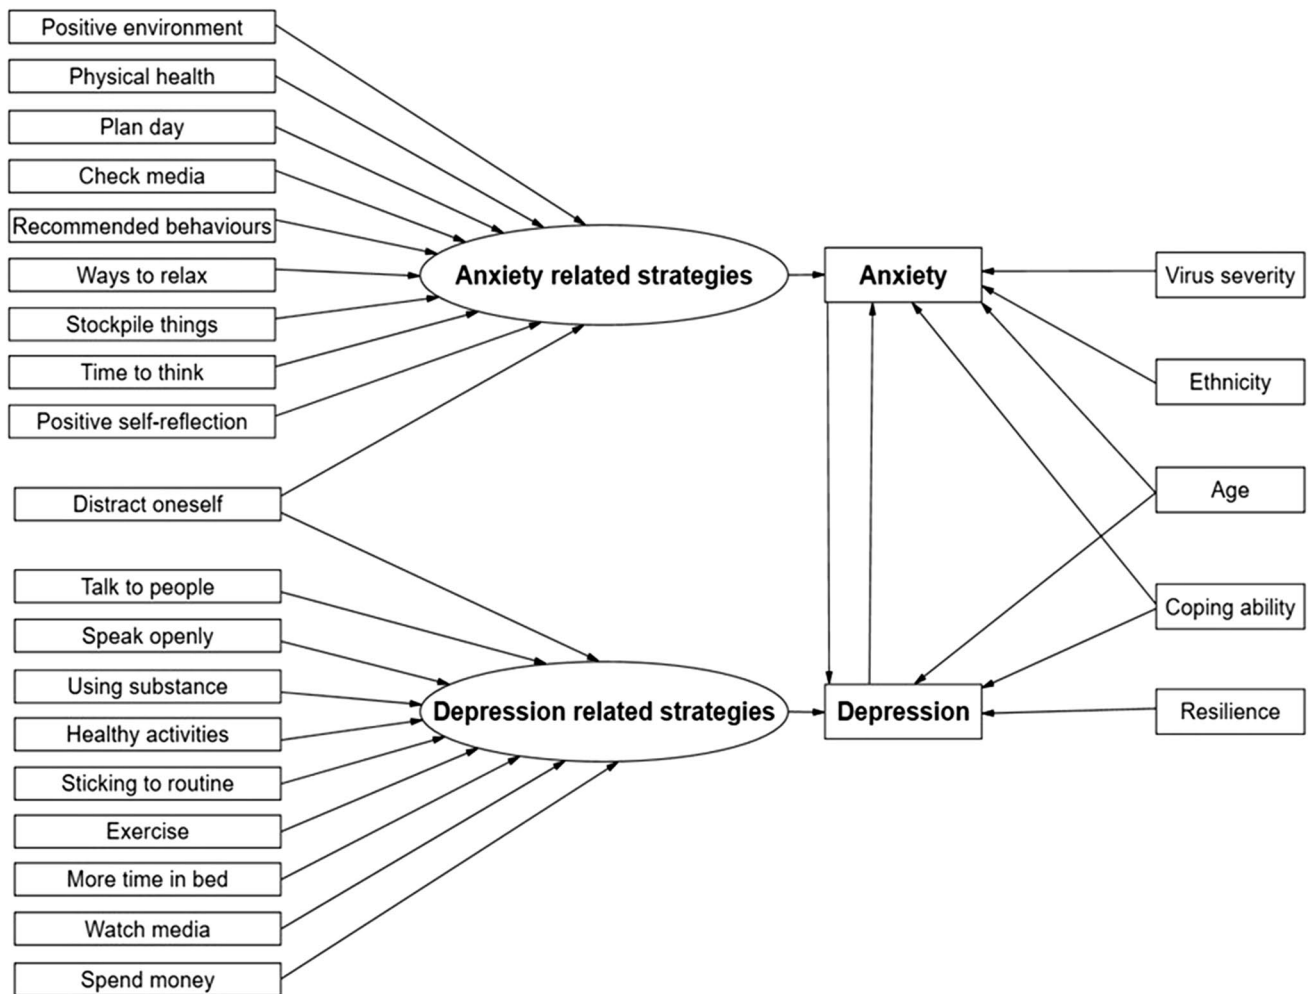 Positive environment
Physical health
Plan day
Check media
Recommended behaviours
Ways to relax
Stockpile things
Time to think
Positive self-reflection
Distract oneself
Talk to people
Speak openly
Using substance
Healthy activities
Sticking to routine
Exercise
More time in bed
Watch media
Spend money
Anxiety related strategies
Depression related strategies
Anxiety
Depression
Virus severity
Ethnicity
Age
Coping ability
Resilience